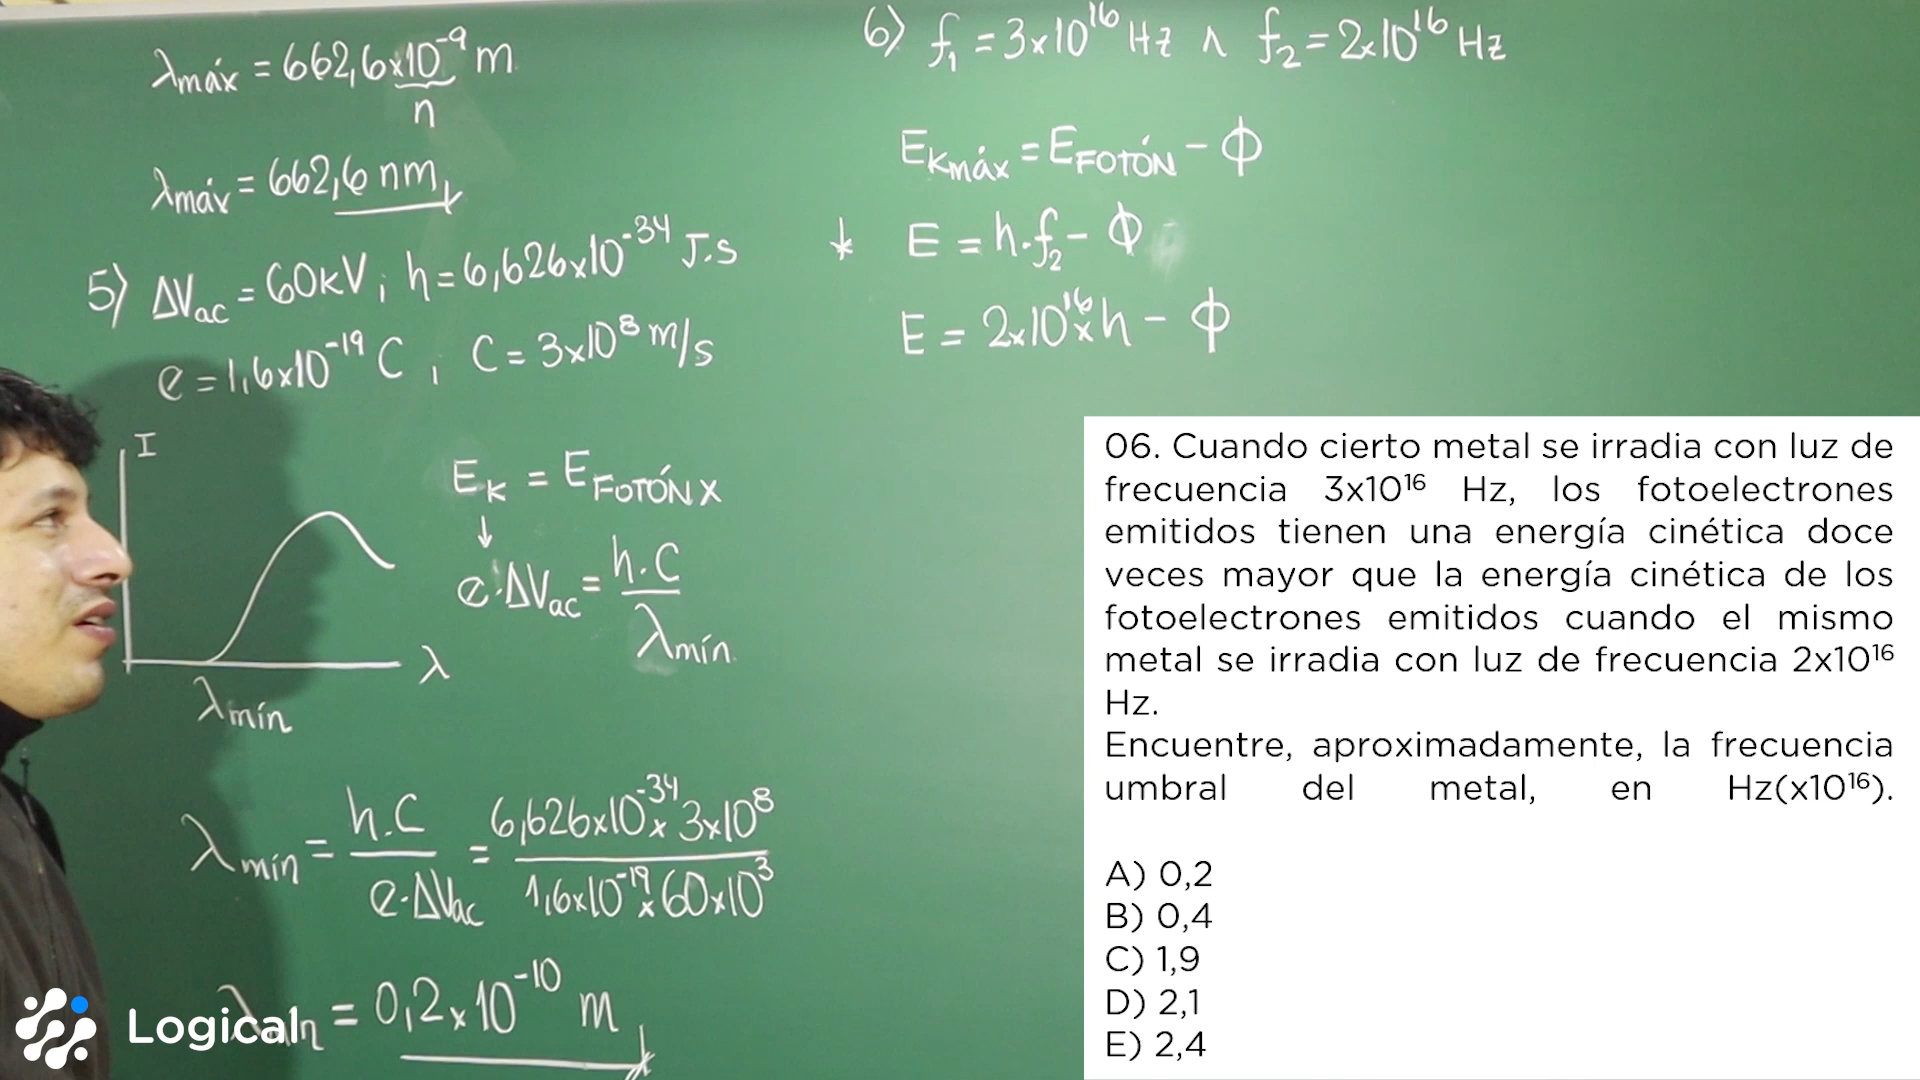 λmáx = 662,6x10⁻⁹ m
n
λmáx = 662,6 nm
5) ΔVac = 60kV ; h = 6,626x10⁻³⁴ J.s
e = 1,6x10⁻¹⁹ C ; C = 3x10⁸ m/s
I
λ
λmín
EK = EFOTÓN X
↓
e.ΔVac = h.C / λmín
λmín = h.C / e.ΔVac = 6,626x10⁻³⁴ x 3x10⁸ / 1,6x10⁻¹⁹ x 60x10³
λmín = 0,2x10⁻¹⁰ m
Logical
6) f₁ = 3x10¹⁶ Hz ∧ f₂ = 2x10¹⁶ Hz
EKmáx = EFOTÓN - Φ
* E = h.f₂ - Φ
E = 2x10¹⁶ x h - Φ
06. Cuando cierto metal se irradia con luz de
frecuencia 3x10¹⁶ Hz, los fotoelectrones
emitidos tienen una energía cinética doce
veces mayor que la energía cinética de los
fotoelectrones emitidos cuando el mismo
metal se irradia con luz de frecuencia 2x10¹⁶
Hz.
Encuentre, aproximadamente, la frecuencia
umbral del metal, en Hz(x10¹⁶).
A) 0,2
B) 0,4
C) 1,9
D) 2,1
E) 2,4